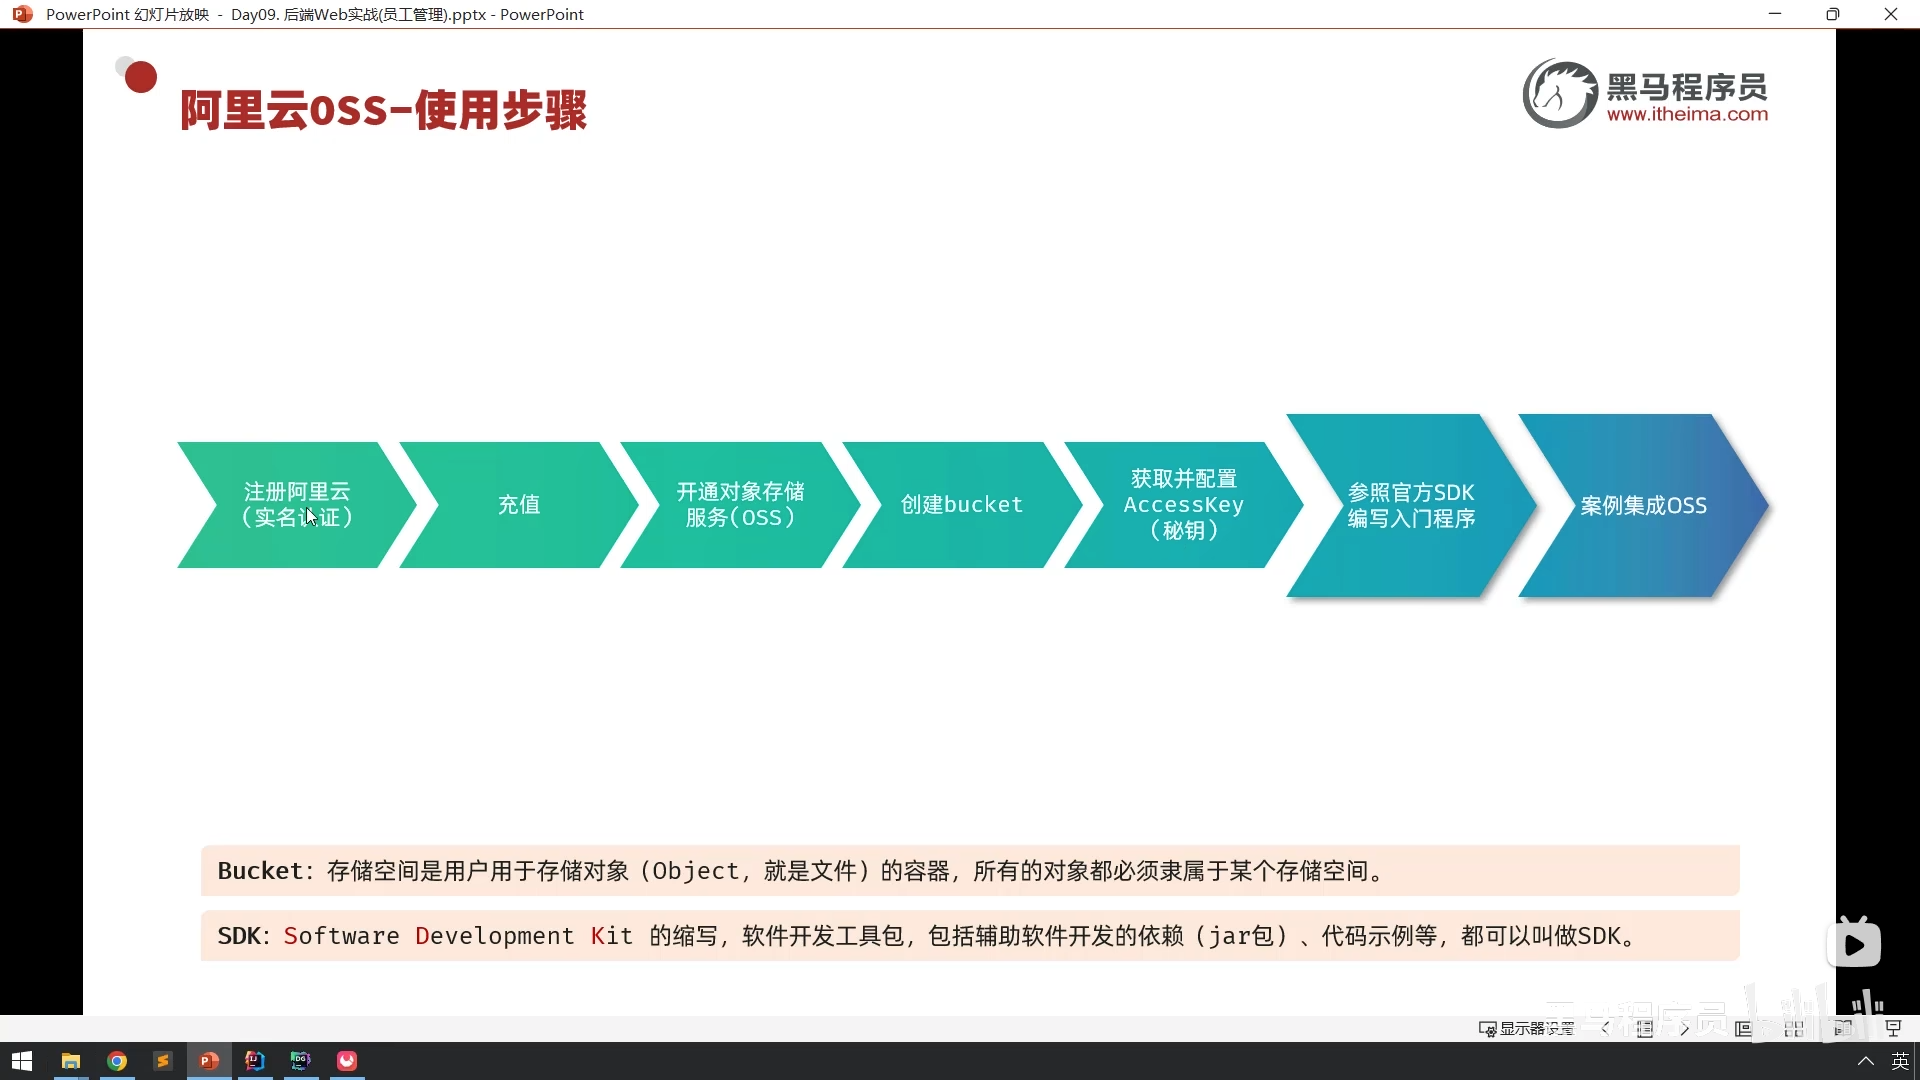 PowerPoint 幻灯片放映 - Day09. 后端Web实战(员工管理).pptx - PowerPoint
阿里云OSS-使用步骤
黑马程序员
www.itheima.com
注册阿里云
（实名认证）
充值
开通对象存储
服务(OSS)
创建bucket
获取并配置
AccessKey
（秘钥）
参照官方SDK
编写入门程序
案例集成OSS
Bucket：存储空间是用户用于存储对象（Object，就是文件）的容器，所有的对象都必须隶属于某个存储空间。
SDK：Software Development Kit 的缩写，软件开发工具包，包括辅助软件开发的依赖（jar包）、代码示例等，都可以叫做SDK。
黑马程序员
显示器设置
英